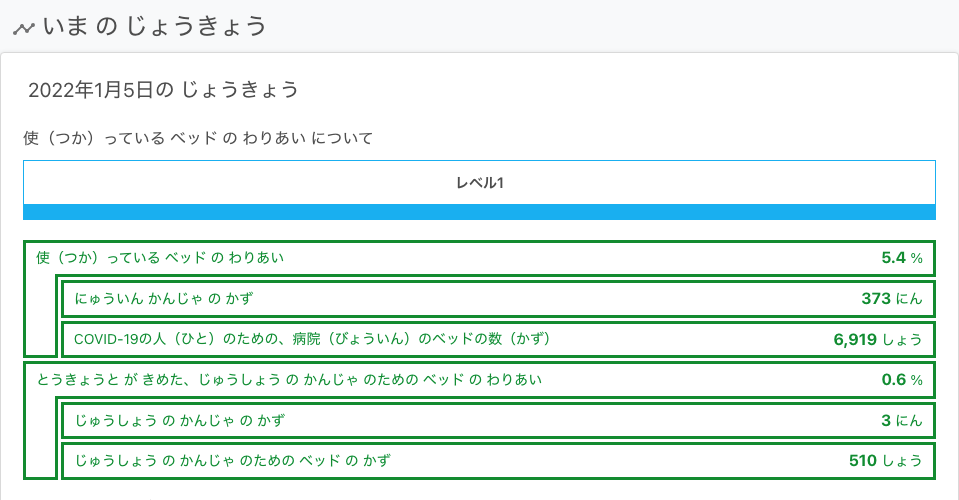 いま の じょうきょう
2022年1月5日の じょうきょう
使（つか）っている ベッド の わりあい について
レベル1
使（つか）っている ベッド の わりあい 5.4 %
にゅういん かんじゃ の かず 373 にん
COVID-19の人（ひと）のための、病院（びょういん）のベッドの数（かず） 6,919 しょう
とうきょうと が きめた、じゅうしょう の かんじゃ のための ベッド の わりあい 0.6 %
じゅうしょう の かんじゃ の かず 3 にん
じゅうしょう の かんじゃ のための ベッド の かず 510 しょう